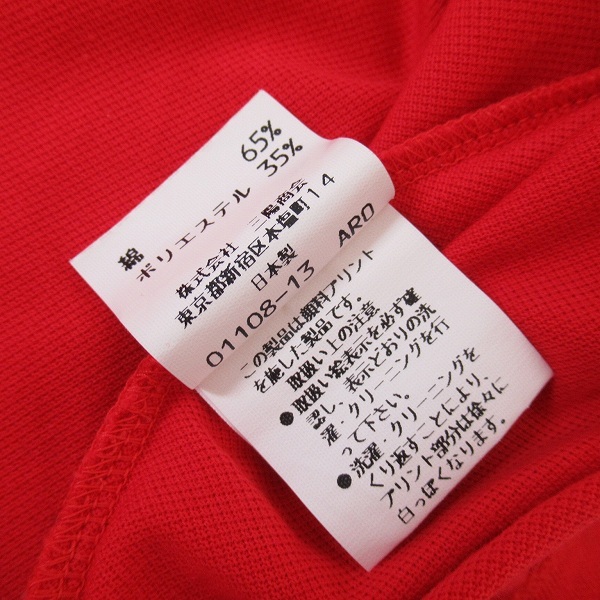 綿 65%
ポリエステル 35%
株式会社 三陽商会
東京都新宿区本塩町14
日本製
01108-13 ARO
この製品は顔料プリント
を施した製品です。
取扱い上の注意
●取扱い絵表示を必ず確
認し、表示どおりの洗
濯・クリーニングを行
って下さい。
●洗濯・クリーニングを
くり返すことにより、
プリント部分は徐々に
白っぽくなります。